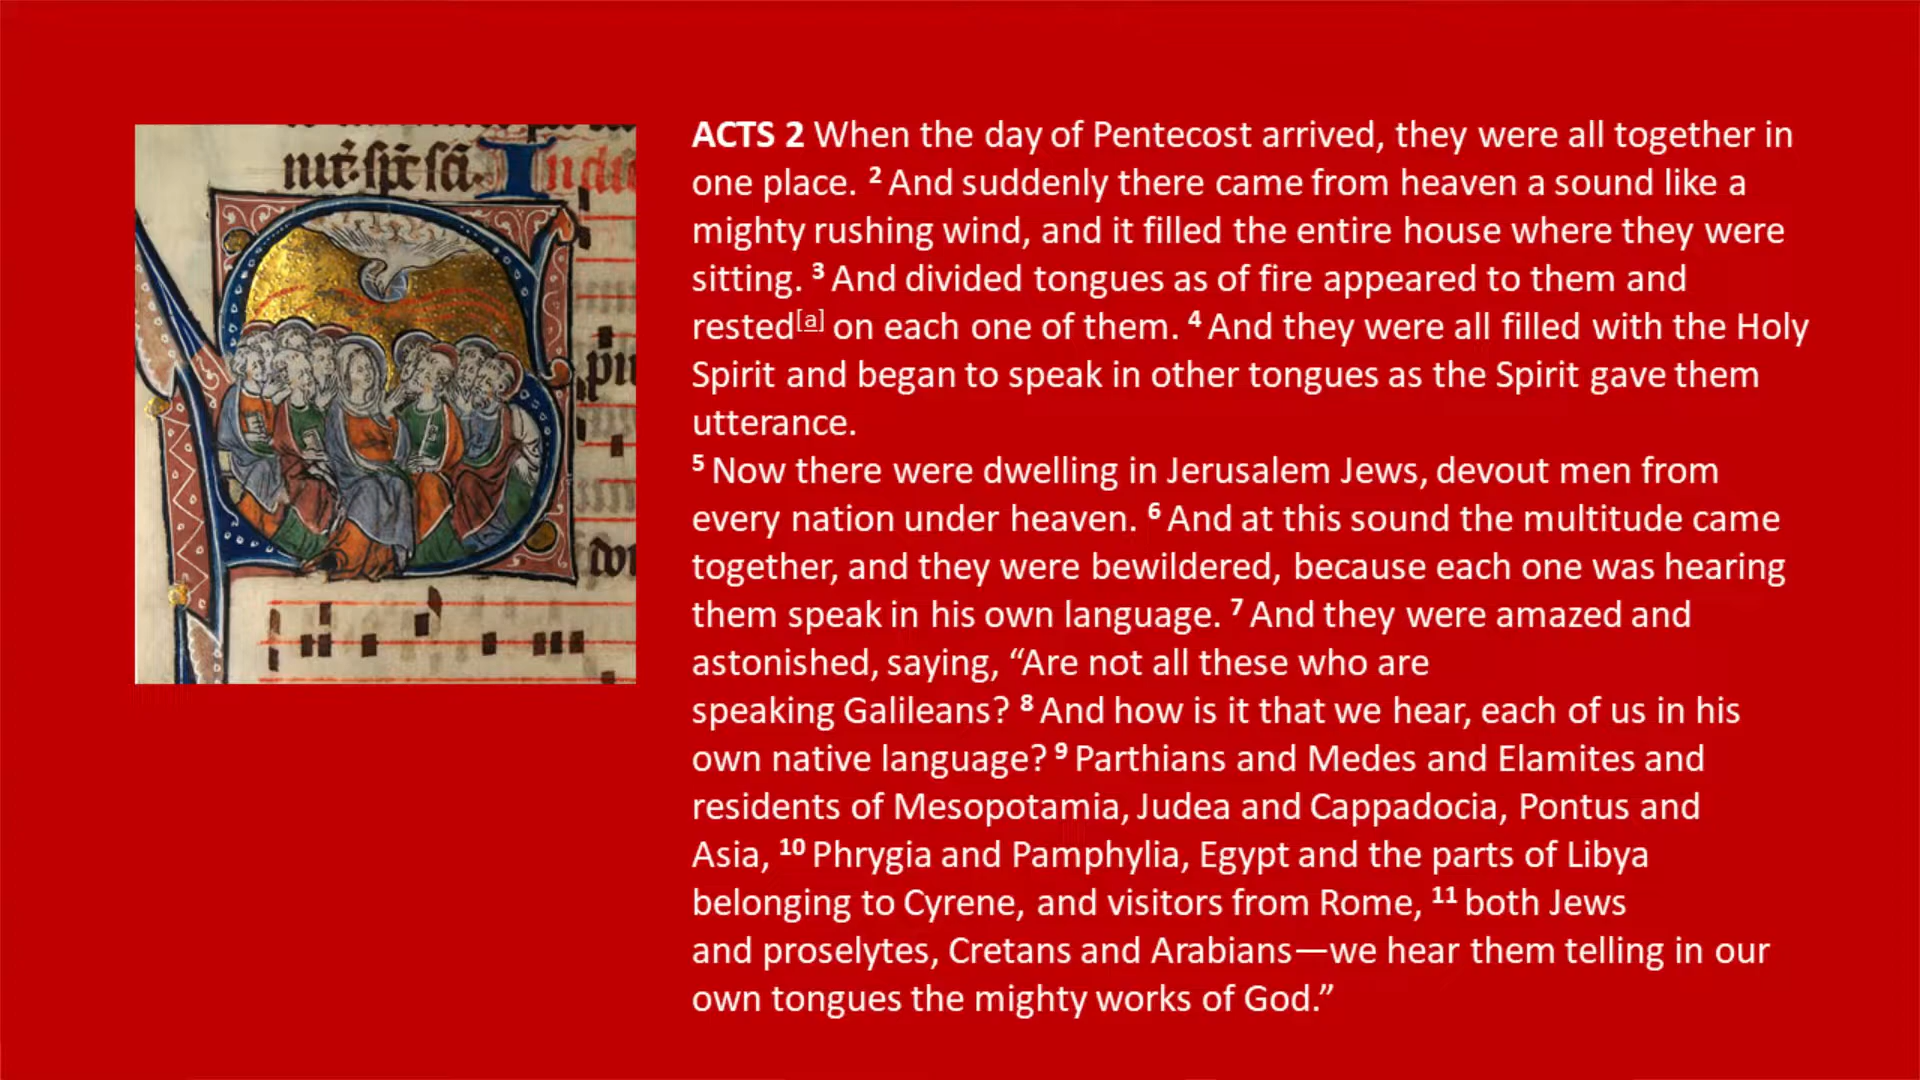 ACTS 2 When the day of Pentecost arrived, they were all together in
one place. 2 And suddenly there came from heaven a sound like a
mighty rushing wind, and it filled the entire house where they were
sitting. 3 And divided tongues as of fire appeared to them and
rested[a] on each one of them. 4 And they were all filled with the Holy
Spirit and began to speak in other tongues as the Spirit gave them
utterance.
5 Now there were dwelling in Jerusalem Jews, devout men from
every nation under heaven. 6 And at this sound the multitude came
together, and they were bewildered, because each one was hearing
them speak in his own language. 7 And they were amazed and
astonished, saying, “Are not all these who are
speaking Galileans? 8 And how is it that we hear, each of us in his
own native language? 9 Parthians and Medes and Elamites and
residents of Mesopotamia, Judea and Cappadocia, Pontus and
Asia, 10 Phrygia and Pamphylia, Egypt and the parts of Libya
belonging to Cyrene, and visitors from Rome, 11 both Jews
and proselytes, Cretans and Arabians—we hear them telling in our
own tongues the mighty works of God.”